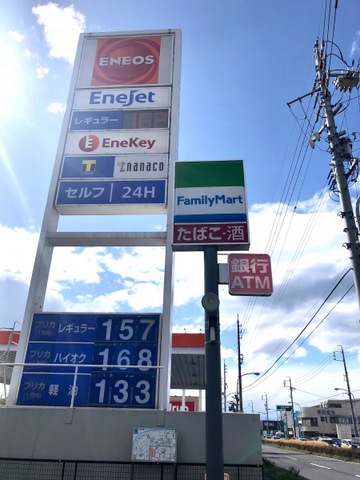 ENEOS
EneJet
レギュラー
EneKey
T nanaco
セルフ 24H
FamilyMart
たばこ・酒
銀行
ATM
プリカ レギュラー 157
プリカ ハイオク 168
プリカ 軽油 133